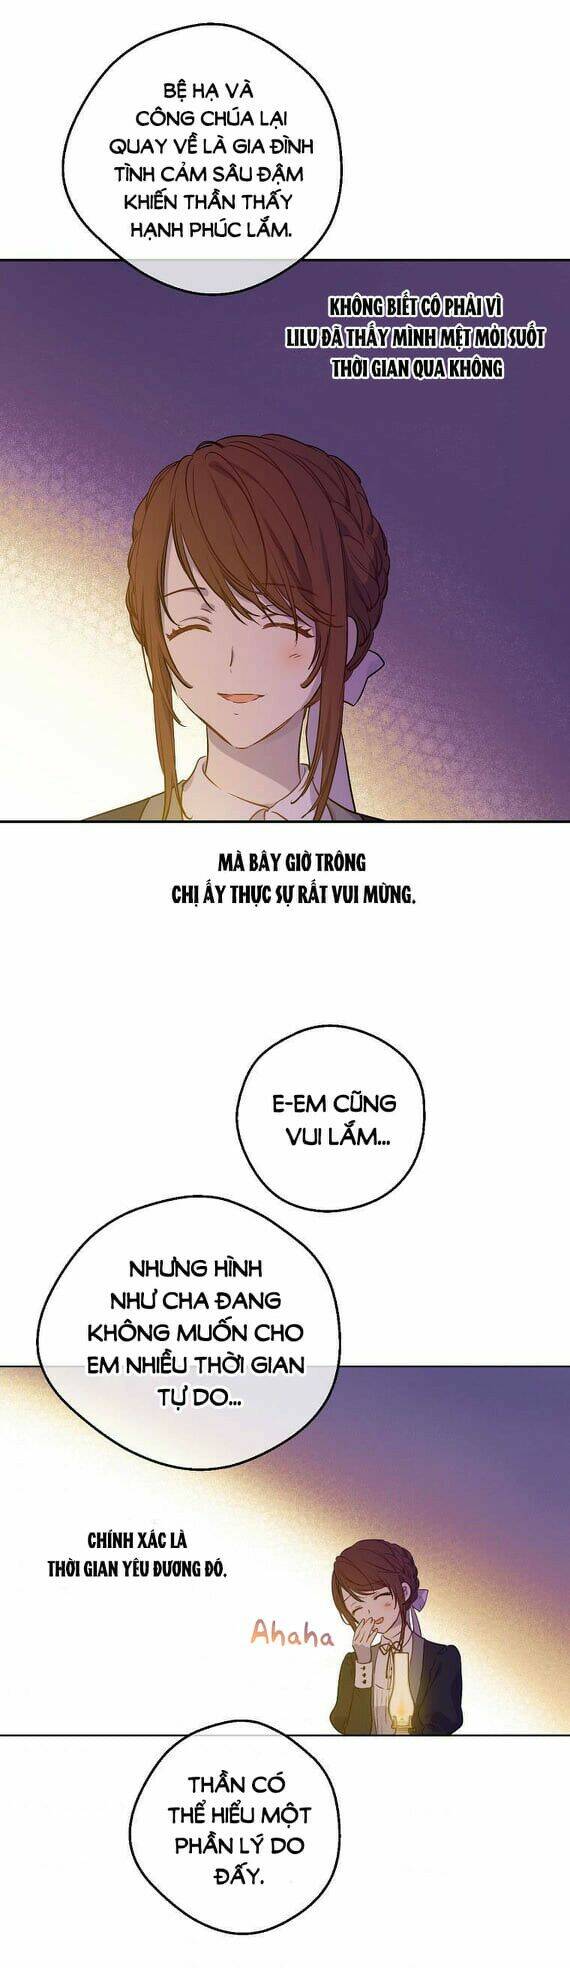 BỆ HẠ VÀ
CÔNG CHÚA LẠI
QUAY VỀ LÀ GIA ĐÌNH
TÌNH CẢM SÂU ĐẬM
KHIẾN THẦN THẤY
HẠNH PHÚC LẮM.
KHÔNG BIẾT CÓ PHẢI VÌ
LILU ĐÃ THẤY MÌNH MỆT MỎI SUỐT
THỜI GIAN QUA KHÔNG
MÀ BÂY GIỜ TRÔNG
CHỊ ẤY THỰC SỰ RẤT VUI MỪNG.
E-EM CŨNG
VUI LẮM...
NHƯNG HÌNH
NHƯ CHA ĐANG
KHÔNG MUỐN CHO
EM NHIỀU THỜI GIAN
TỰ DO...
CHÍNH XÁC LÀ
THỜI GIAN YÊU ĐƯƠNG ĐÓ.
Ahaha
THẦN CÓ
THỂ HIỂU MỘT
PHẦN LÝ DO
ĐẤY.